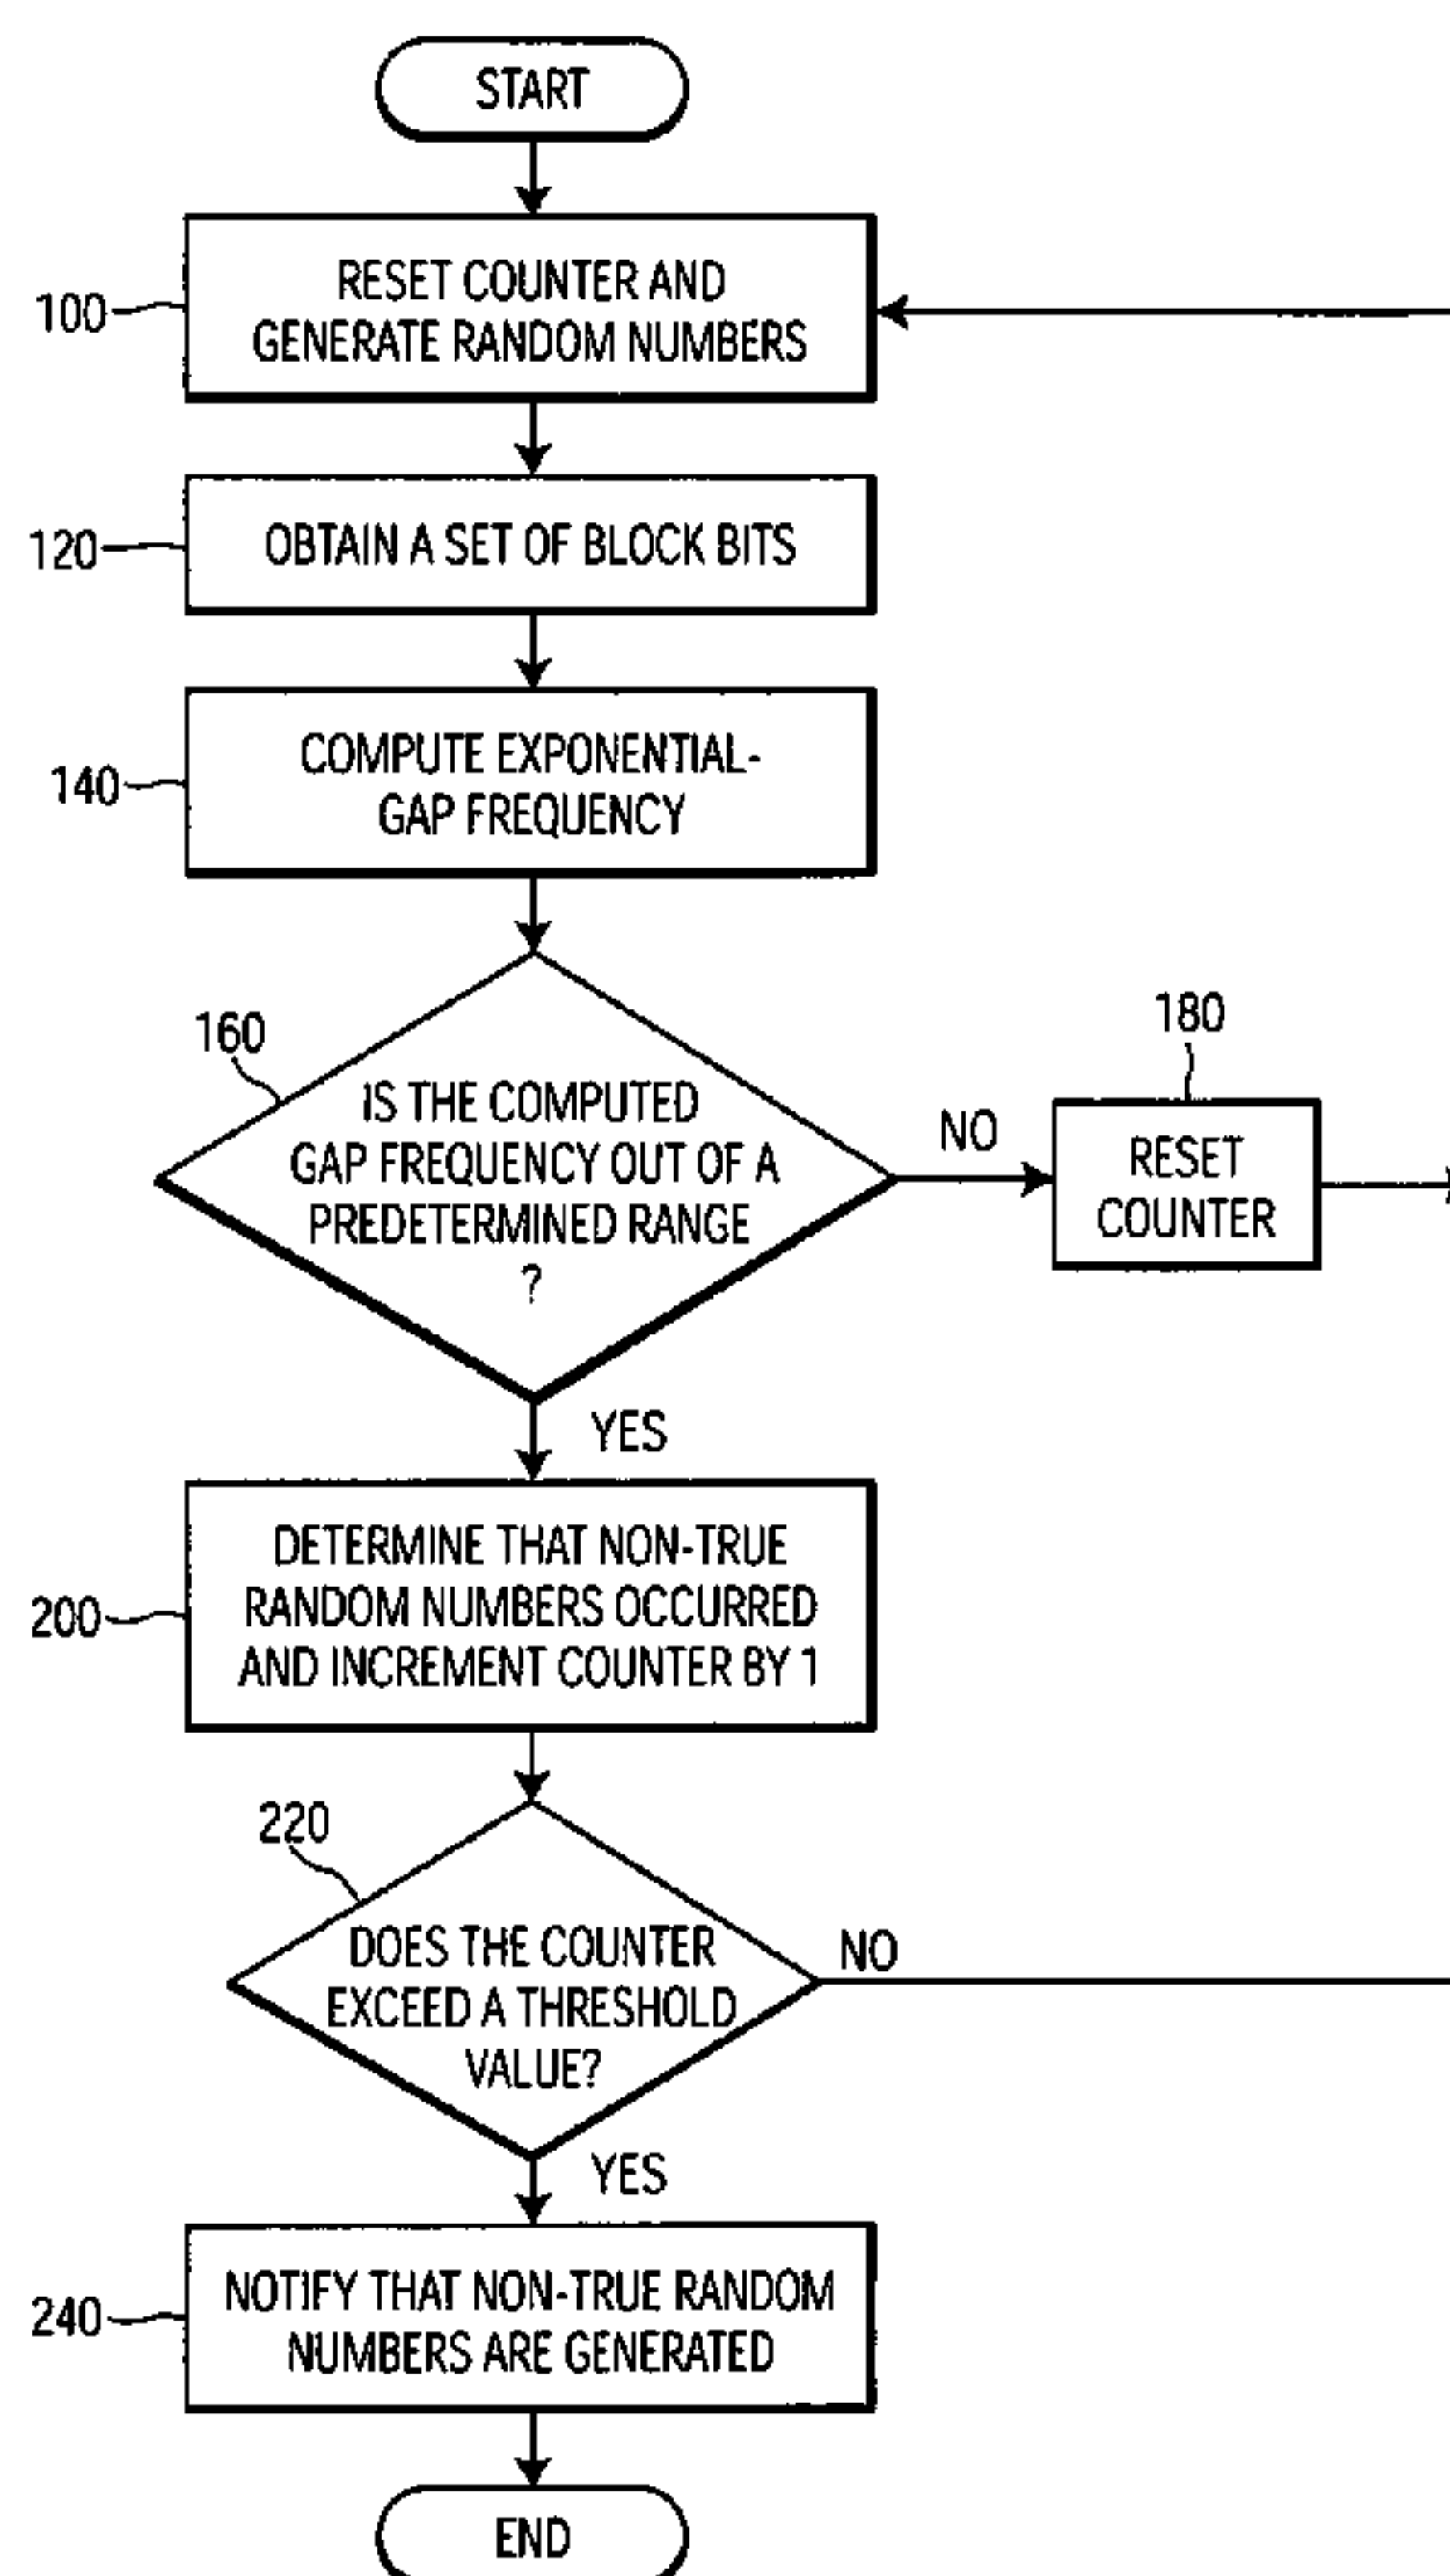 START
100
RESET COUNTER AND
GENERATE RANDOM NUMBERS
120
OBTAIN A SET OF BLOCK BITS
140
COMPUTE EXPONENTIAL-
GAP FREQUENCY
160
IS THE COMPUTED
GAP FREQUENCY OUT OF A
PREDETERMINED RANGE
?
NO
180
RESET
COUNTER
YES
200
DETERMINE THAT NON-TRUE
RANDOM NUMBERS OCCURRED
AND INCREMENT COUNTER BY 1
220
DOES THE COUNTER
EXCEED A THRESHOLD
VALUE?
NO
YES
240
NOTIFY THAT NON-TRUE RANDOM
NUMBERS ARE GENERATED
END